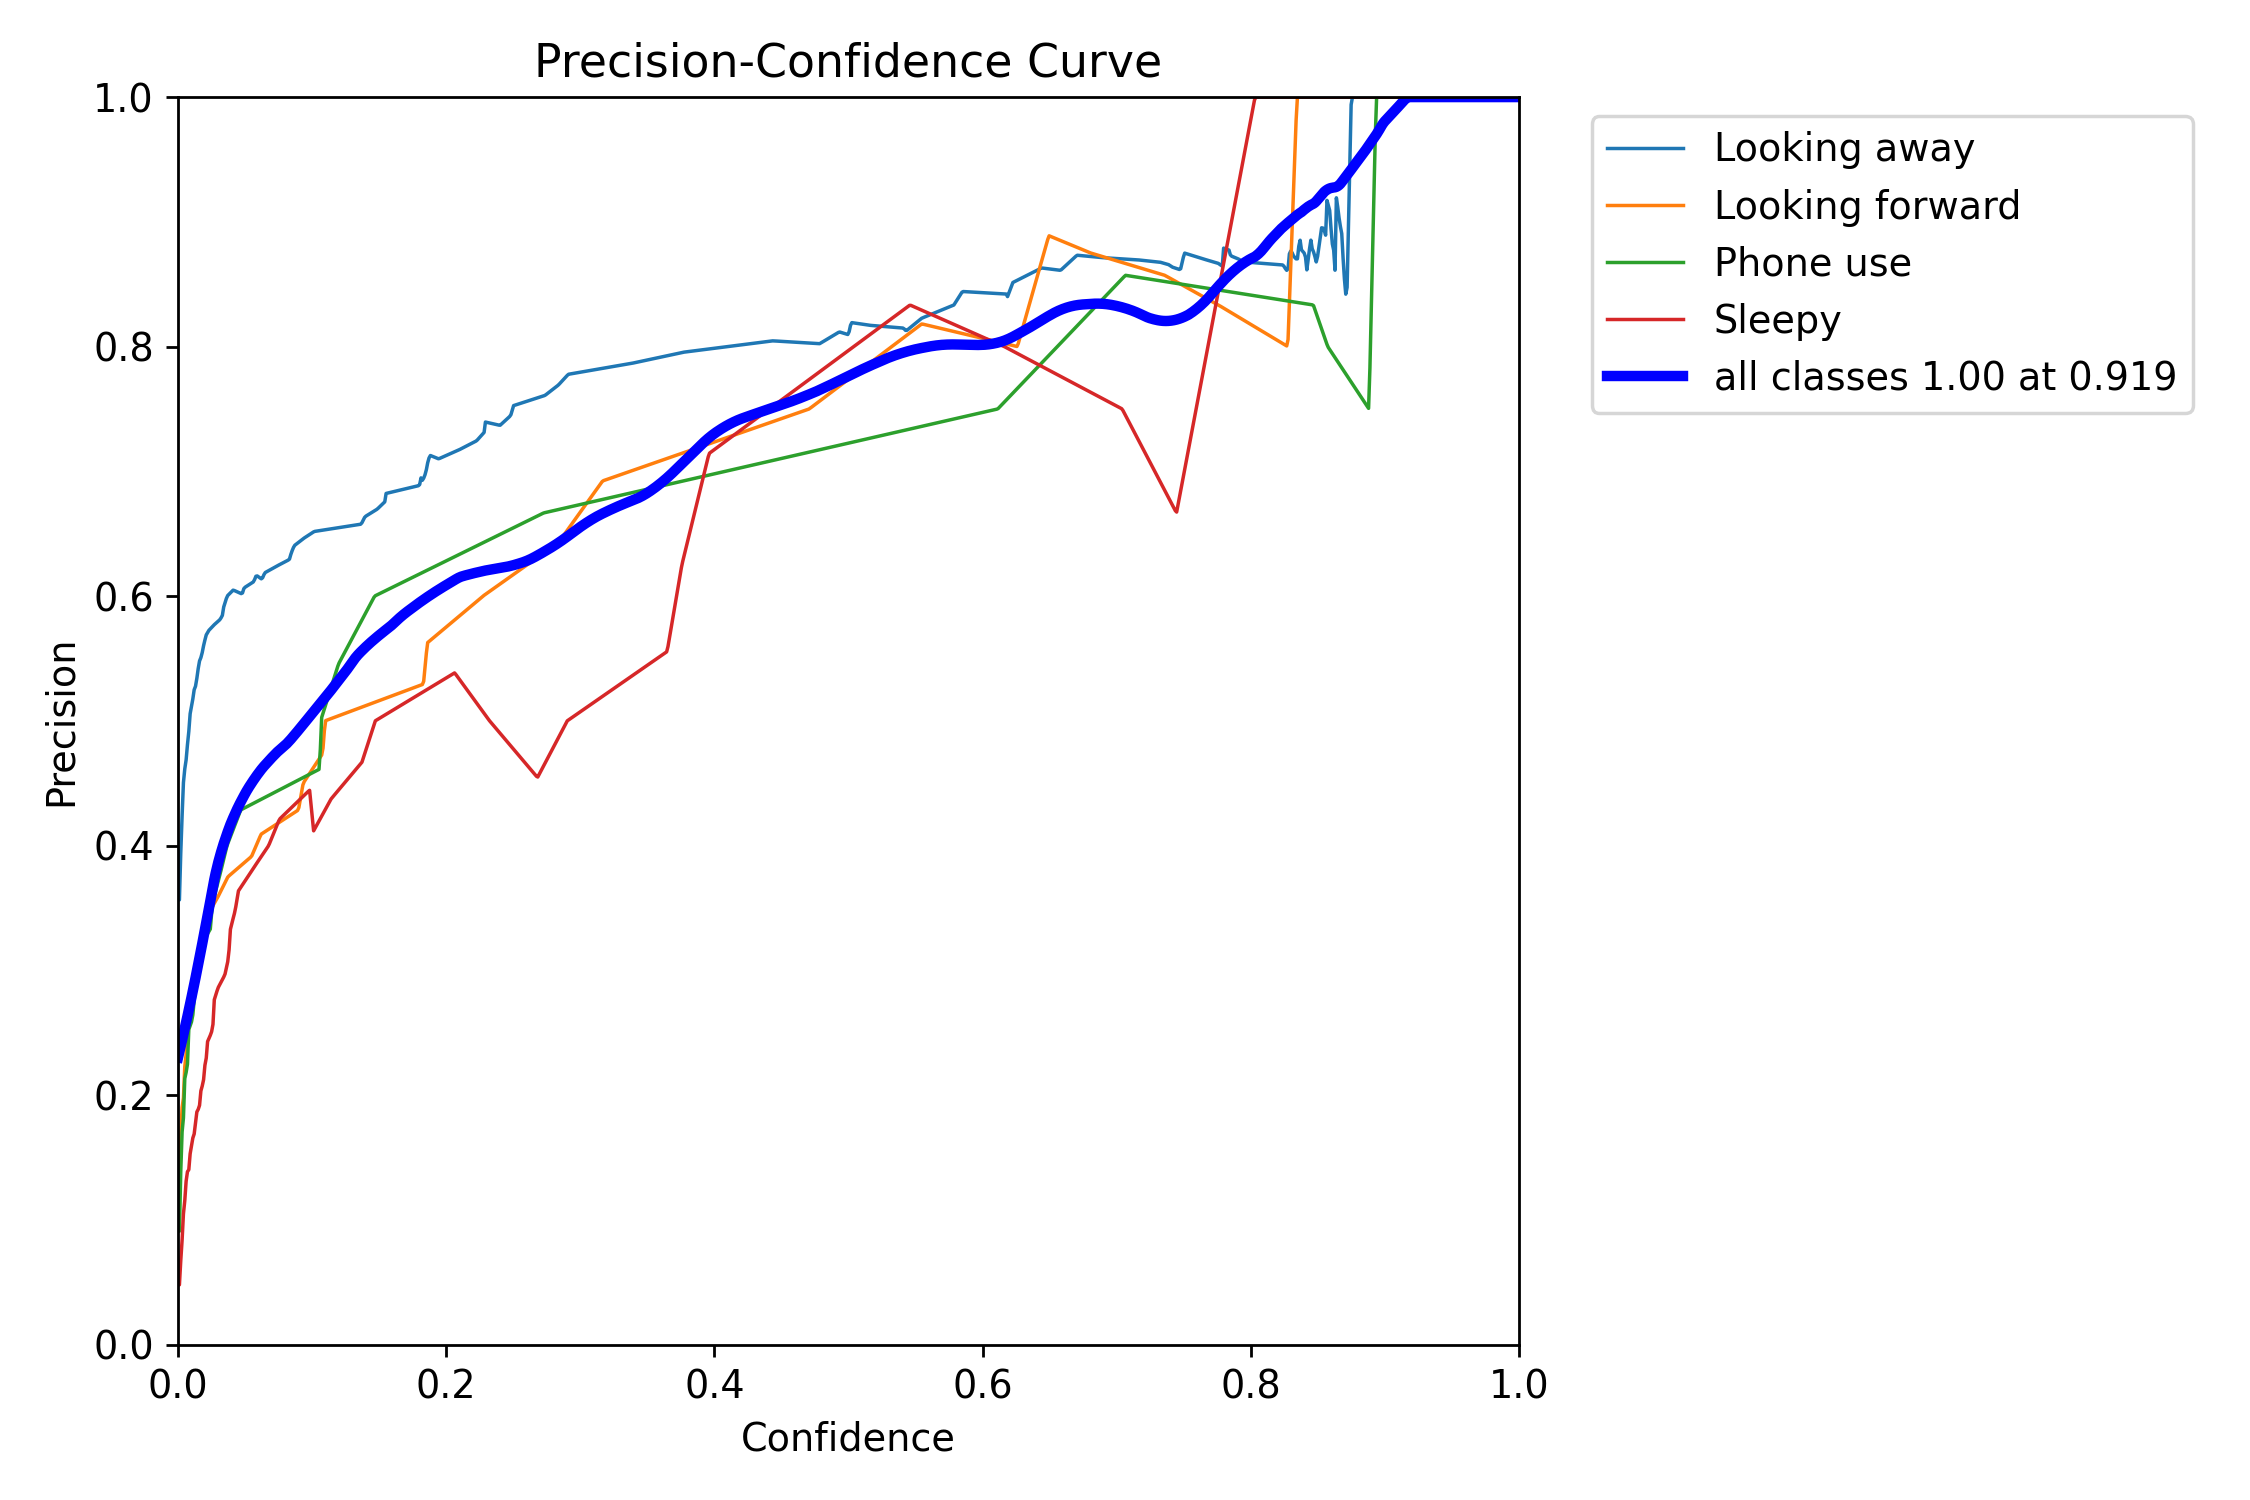 Precision-Confidence Curve
1.0
0.8
0.6
0.4
0.2
0.0
Precision
0.0 0.2 0.4 0.6 0.8 1.0
Confidence
Looking away
Looking forward
Phone use
Sleepy
all classes 1.00 at 0.919